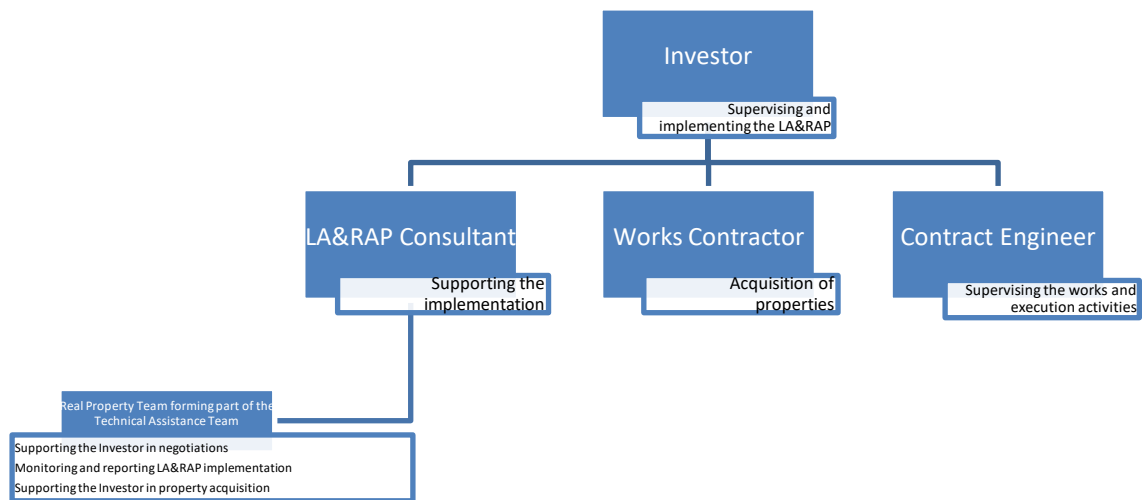 Investor
Supervising and
implementing the LA&RAP
LA&RAP Consultant
Supporting the
implementation
Works Contractor
Acquisition of
properties
Contract Engineer
Supervising the works and
execution activities
Real Property Team forming part of the
Technical Assistance Team
Supporting the Investor in negotiations
Monitoring and reporting LA&RAP implementation
Supporting the Investor in property acquisition